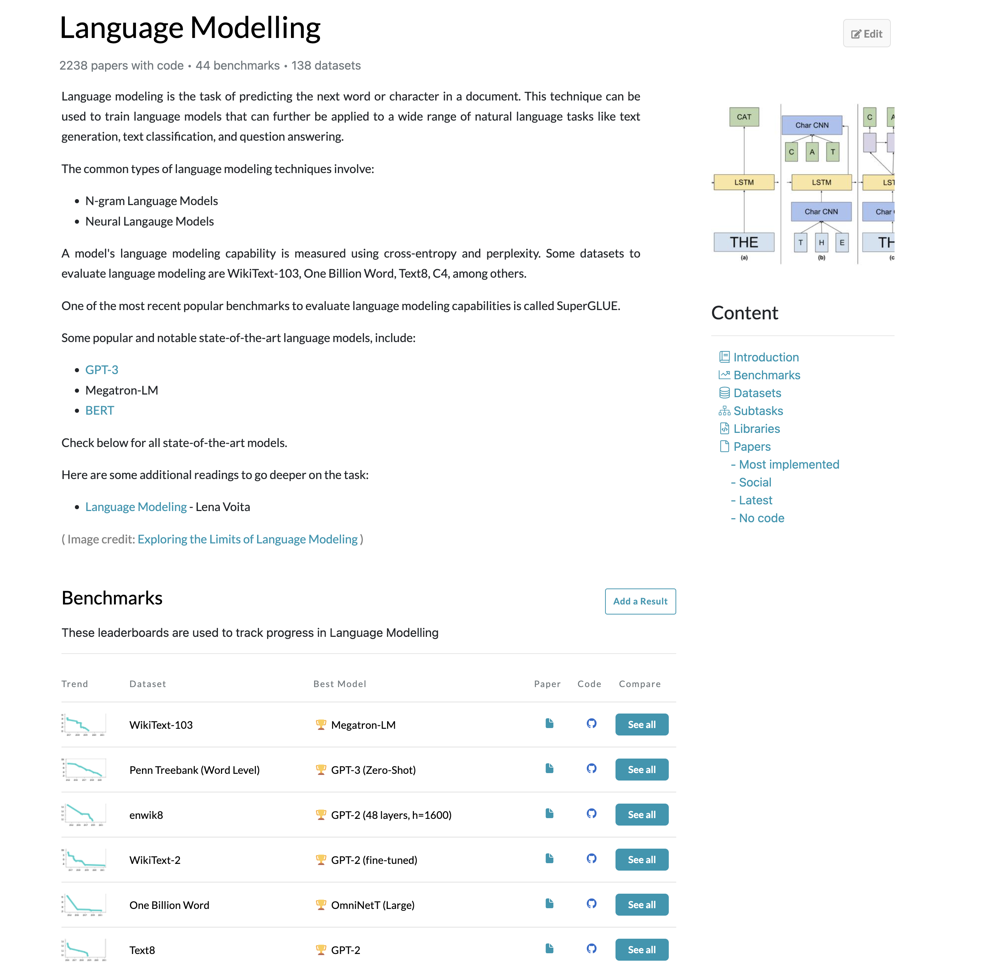 Language Modelling
Edit
2238 papers with code • 44 benchmarks • 138 datasets
Language modeling is the task of predicting the next word or character in a document. This technique can be
used to train language models that can further be applied to a wide range of natural language tasks like text
generation, text classification, and question answering.
The common types of language modeling techniques involve:
• N-gram Language Models
• Neural Langauge Models
A model's language modeling capability is measured using cross-entropy and perplexity. Some datasets to
evaluate language modeling are WikiText-103, One Billion Word, Text8, C4, among others.
One of the most recent popular benchmarks to evaluate language modeling capabilities is called SuperGLUE.
Some popular and notable state-of-the-art language models, include:
• GPT-3
• Megatron-LM
• BERT
Check below for all state-of-the-art models.
Here are some additional readings to go deeper on the task:
• Language Modeling - Lena Voita
( Image credit: Exploring the Limits of Language Modeling )
CAT
Char CNN
C A
C A T
LSTM
LSTM
LST
Char CNN
Char
THE
T H E
TH
(a)
(b)
(c
Content
Introduction
Benchmarks
Datasets
Subtasks
Libraries
Papers
- Most implemented
- Social
- Latest
- No code
Benchmarks
Add a Result
These leaderboards are used to track progress in Language Modelling
Trend Dataset Best Model Paper Code Compare
WikiText-103 Megatron-LM See all
Penn Treebank (Word Level) GPT-3 (Zero-Shot) See all
enwik8 GPT-2 (48 layers, h=1600) See all
WikiText-2 GPT-2 (fine-tuned) See all
One Billion Word OmniNetT (Large) See all
Text8 GPT-2 See all